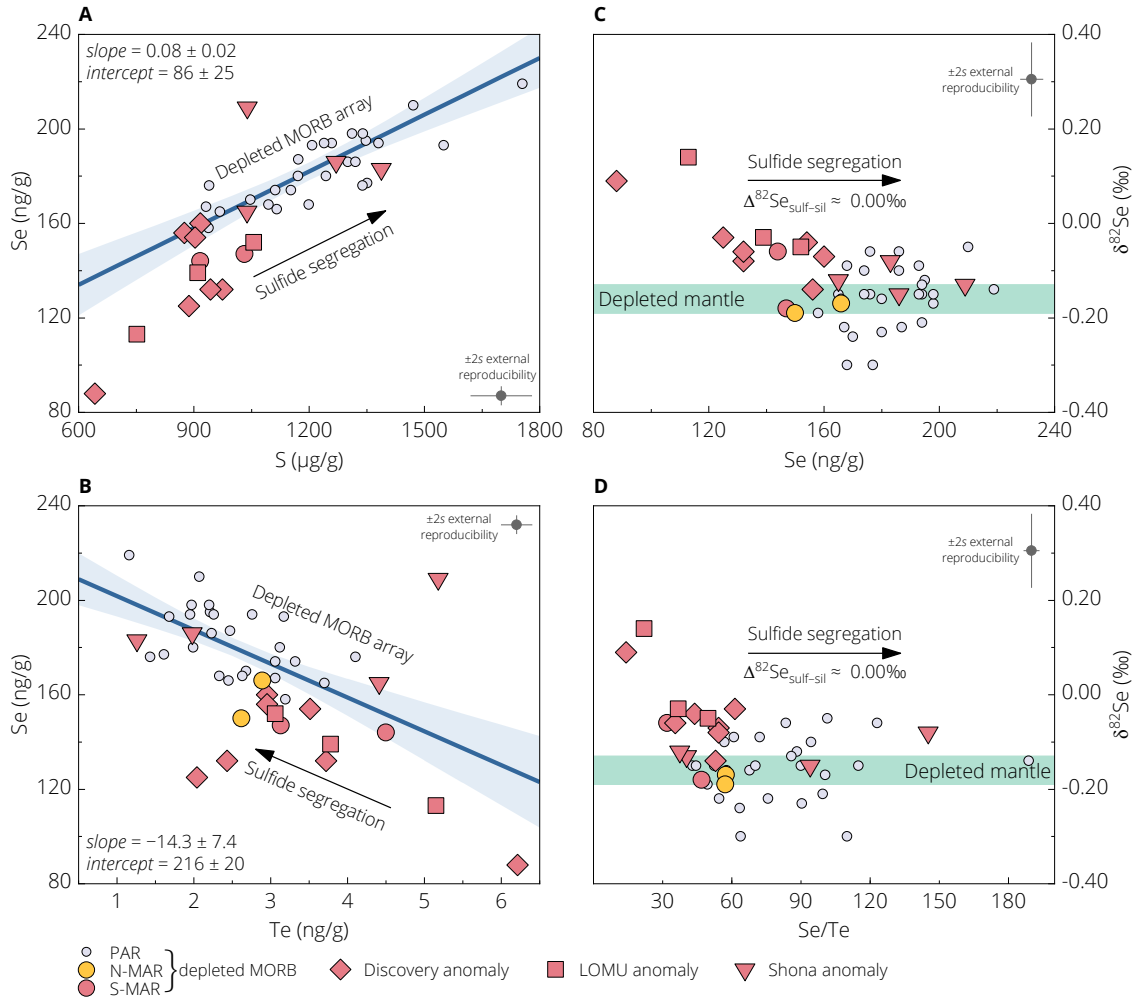 A
240
200
160
120
80
Se (ng/g)
slope = 0.08 ± 0.02
intercept = 86 ± 25
Depleted MORB array
Sulfide segregation
±2s external
reproducibility
600
900
1200
1500
1800
S (µg/g)
C
0.40
0.20
0.00
-0.20
-0.40
δ⁸²Se (‰)
±2s external
reproducibility
Sulfide segregation
Δ⁸²Se_sulf–sil ≈ 0.00‰
Depleted mantle
80
120
160
200
240
Se (ng/g)
B
240
200
160
120
80
Se (ng/g)
±2s external
reproducibility
Depleted MORB array
Sulfide segregation
slope = −14.3 ± 7.4
intercept = 216 ± 20
1
2
3
4
5
6
Te (ng/g)
D
0.40
0.20
0.00
-0.20
-0.40
δ⁸²Se (‰)
±2s external
reproducibility
Sulfide segregation
Δ⁸²Se_sulf–sil ≈ 0.00‰
Depleted mantle
30
60
90
120
150
180
Se/Te
PAR
N-MAR
S-MAR
depleted MORB
Discovery anomaly
LOMU anomaly
Shona anomaly